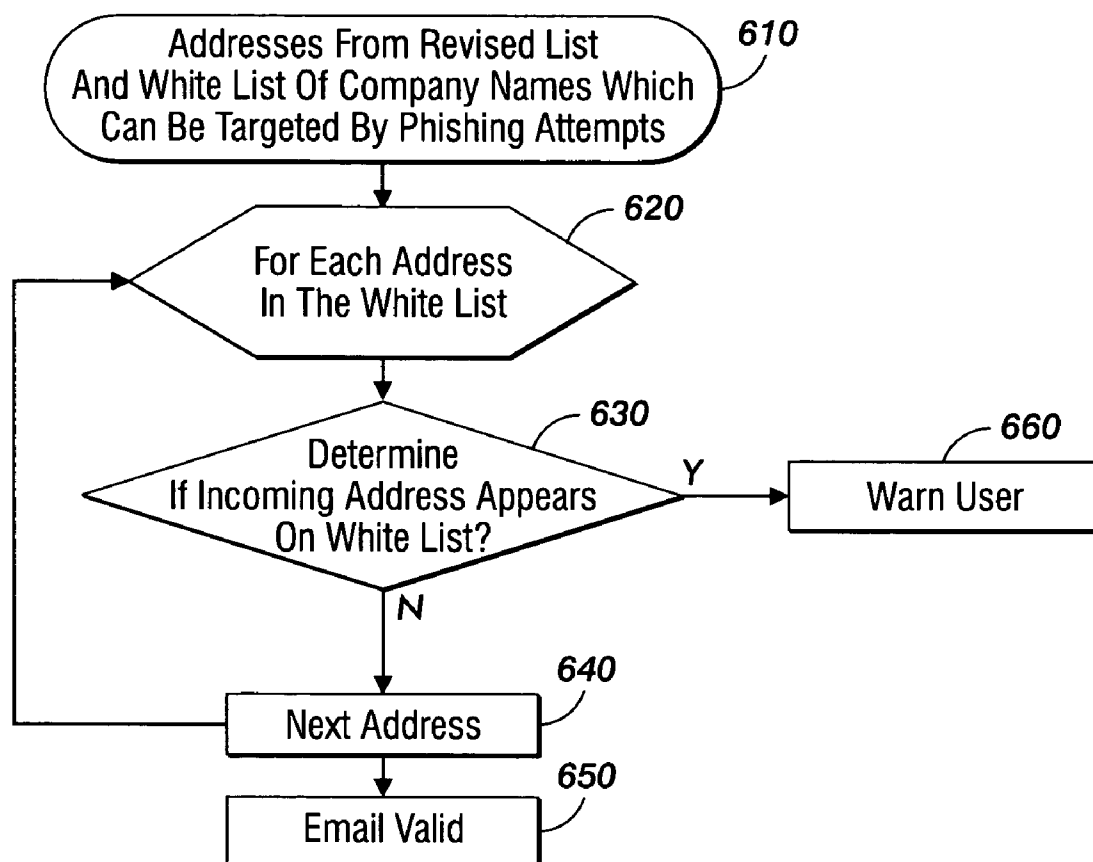 Addresses From Revised List
And White List Of Company Names Which
Can Be Targeted By Phishing Attempts
610
For Each Address
In The White List
620
Determine
If Incoming Address Appears
On White List?
630
Y
Warn User
660
N
Next Address
640
Email Valid
650